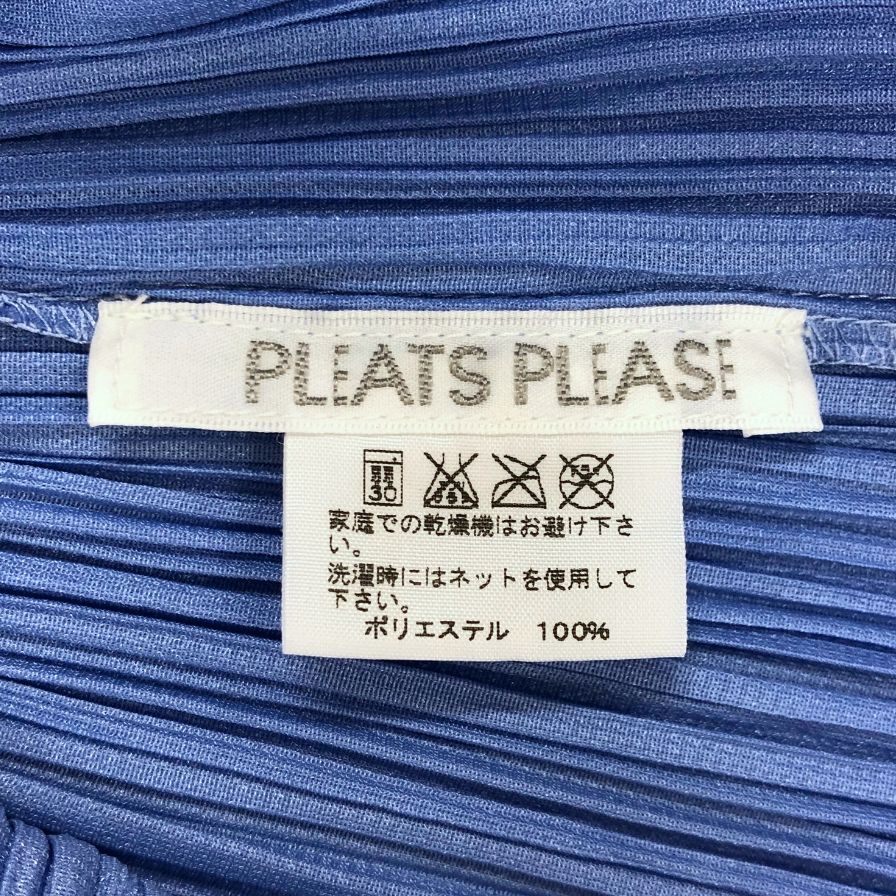 PLEATS PLEASE
弱
30
家庭での乾燥機はお避け下さ
い。
洗濯時にはネットを使用して
下さい。
ポリエステル 100%